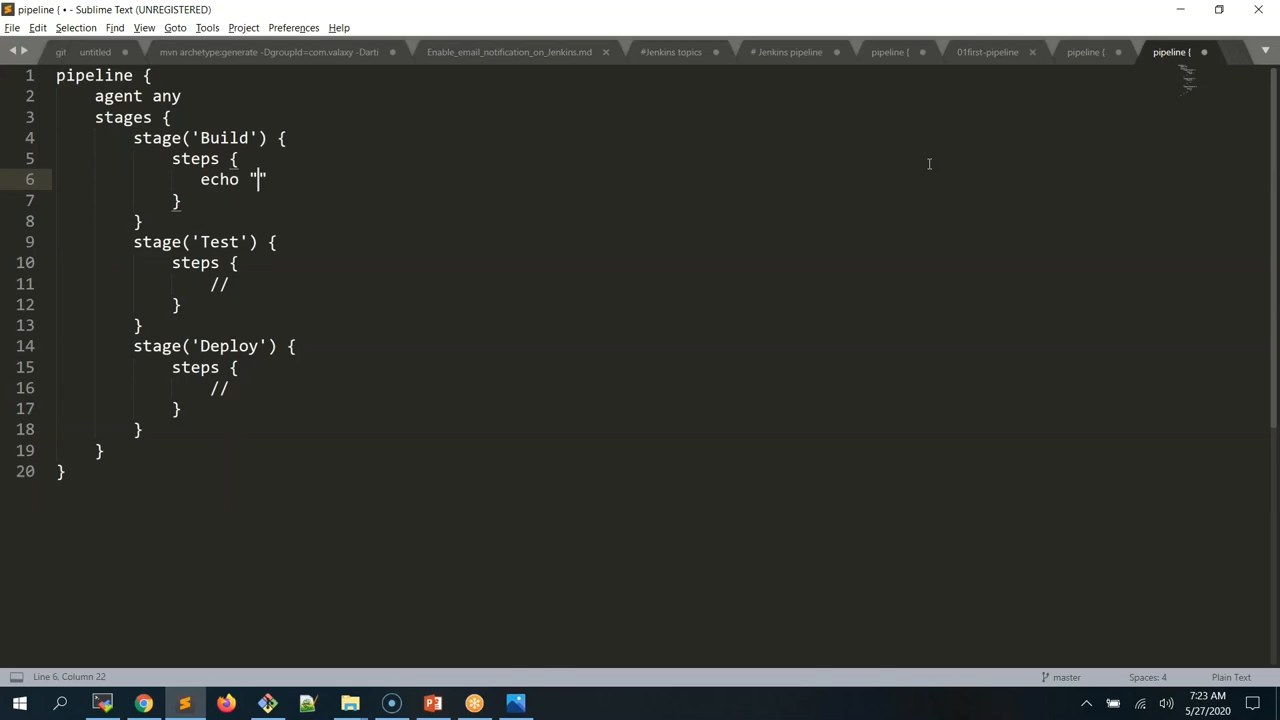 pipeline { • - Sublime Text (UNREGISTERED)
File Edit Selection Find View Goto Tools Project Preferences Help
git untitled mvn archetype:generate -DgroupId=com.valaxy -Darti Enable_email_notification_on_Jenkins.md #Jenkins topics # Jenkins pipeline pipeline { 01first-pipeline pipeline { pipeline {
1 pipeline {
2 agent any
3 stages {
4 stage('Build') {
5 steps {
6 echo ""
7 }
8 }
9 stage('Test') {
10 steps {
11 //
12 }
13 }
14 stage('Deploy') {
15 steps {
16 //
17 }
18 }
19 }
20 }
Line 6, Column 22 master Spaces: 4 Plain Text
7:23 AM
5/27/2020